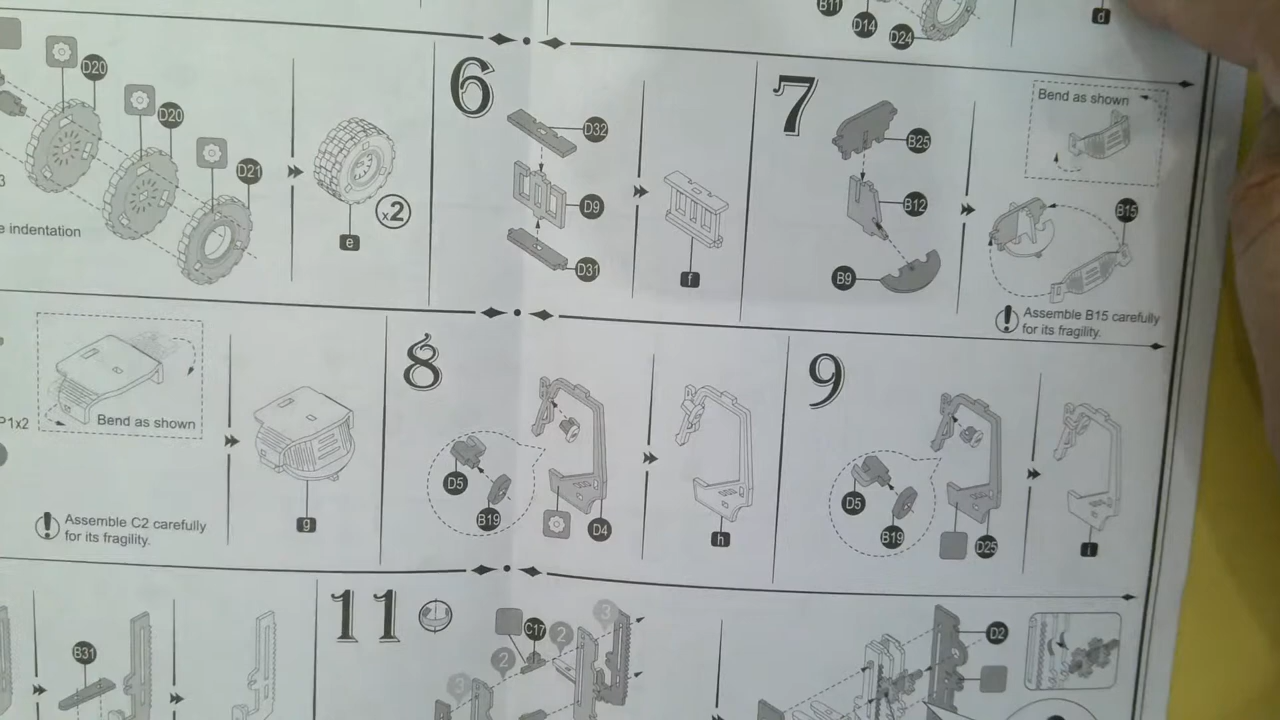 B11
D14
D24
d
D20
D20
D21
3
e indentation
e
x2
6
D32
D9
D31
f
7
B25
B12
B9
Bend as shown
B15
Assemble B15 carefully
for its fragility.
P1x2
Bend as shown
Assemble C2 carefully
for its fragility.
g
8
D5
B19
D4
h
9
D5
B19
D25
i
B31
11
C17
3
2
2
3
D2